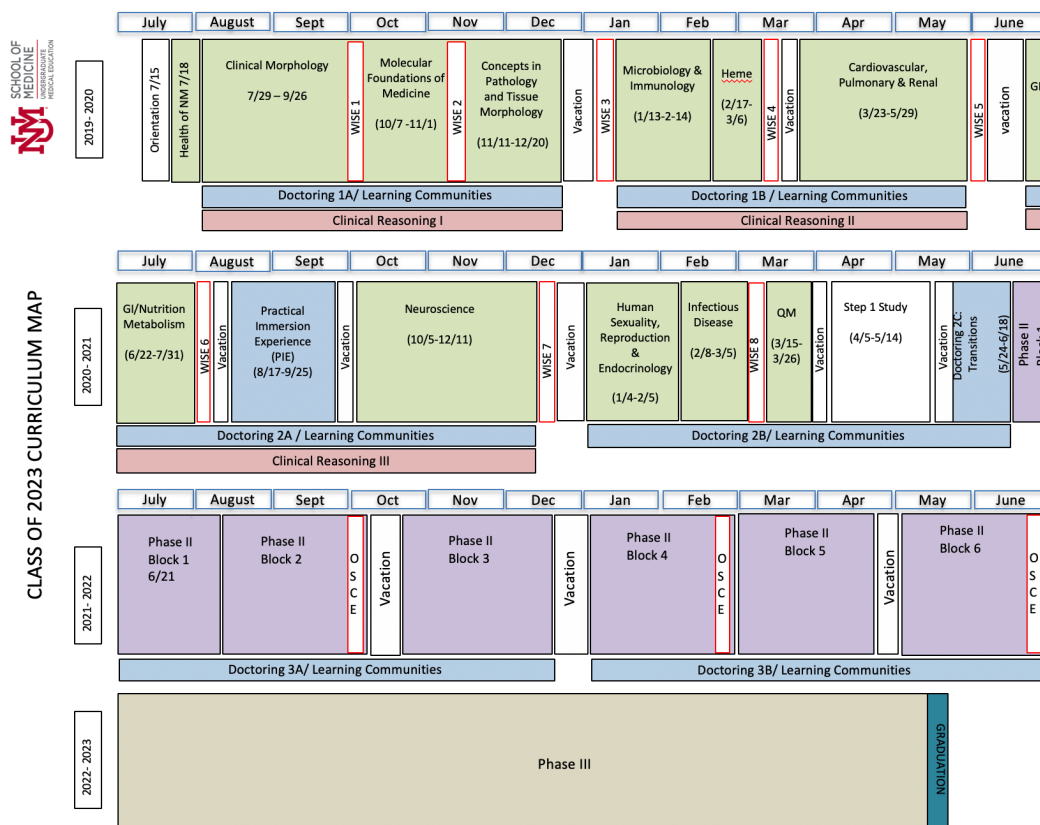 SCHOOL OF
MEDICINE
UNDERGRADUATE
MEDICAL EDUCATION
UNM
CLASS OF 2023 CURRICULUM MAP
July
August
Sept
Oct
Nov
Dec
Jan
Feb
Mar
Apr
May
June
2019- 2020
Orientation 7/15
Health of NM 7/18
Clinical Morphology
7/29 – 9/26
WISE 1
Molecular
Foundations of
Medicine
(10/7 -11/1)
WISE 2
Concepts in
Pathology
and Tissue
Morphology
(11/11-12/20)
Vacation
WISE 3
Microbiology &
Immunology
(1/13-2-14)
Heme
(2/17-
3/6)
WISE 4
Vacation
Cardiovascular,
Pulmonary & Renal
(3/23-5/29)
WISE 5
vacation
Doctoring 1A/ Learning Communities
Clinical Reasoning I
Doctoring 1B / Learning Communities
Clinical Reasoning II
July
August
Sept
Oct
Nov
Dec
Jan
Feb
Mar
Apr
May
June
2020- 2021
GI/Nutrition
Metabolism
(6/22-7/31)
WISE 6
Vacation
Practical
Immersion
Experience
(PIE)
(8/17-9/25)
Vacation
Neuroscience
(10/5-12/11)
WISE 7
Vacation
Human
Sexuality,
Reproduction
&
Endocrinology
(1/4-2/5)
Infectious
Disease
(2/8-3/5)
WISE 8
QM
(3/15-
3/26)
Vacation
Step 1 Study
(4/5-5/14)
Vacation
Doctoring 2C:
Transitions
(5/24-6/18)
Phase II
Doctoring 2A / Learning Communities
Clinical Reasoning III
Doctoring 2B/ Learning Communities
July
August
Sept
Oct
Nov
Dec
Jan
Feb
Mar
Apr
May
June
2021- 2022
Phase II
Block 1
6/21
Phase II
Block 2
OSCE
Vacation
Phase II
Block 3
Vacation
Phase II
Block 4
OSCE
Phase II
Block 5
Vacation
Phase II
Block 6
OSCE
Doctoring 3A/ Learning Communities
Doctoring 3B/ Learning Communities
2022- 2023
Phase III
GRADUATION